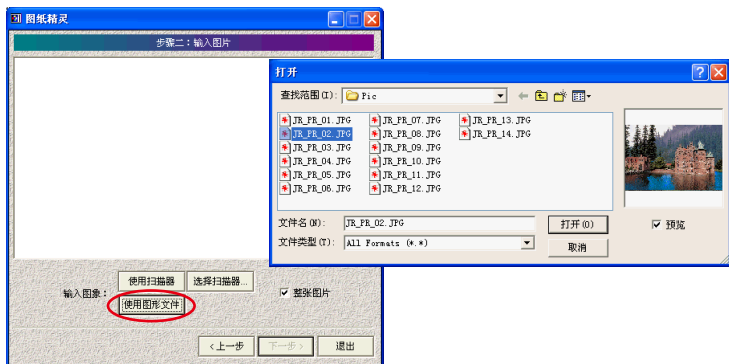 图纸精灵
步骤二：输入图片
打开
查找范围(I): Pic
JR_PR_01.JPG JR_PR_07.JPG JR_PR_13.JPG
JR_PR_02.JPG JR_PR_08.JPG JR_PR_14.JPG
JR_PR_03.JPG JR_PR_09.JPG
JR_PR_04.JPG JR_PR_10.JPG
JR_PR_05.JPG JR_PR_11.JPG
JR_PR_06.JPG JR_PR_12.JPG
文件名(N): JR_PR_02.JPG 打开(O) 预览
文件类型(T): All Formats (*.*) 取消
使用扫描器 选择扫描器...
输入图象： 整张图片
使用图形文件
<上一步 下一步> 退出